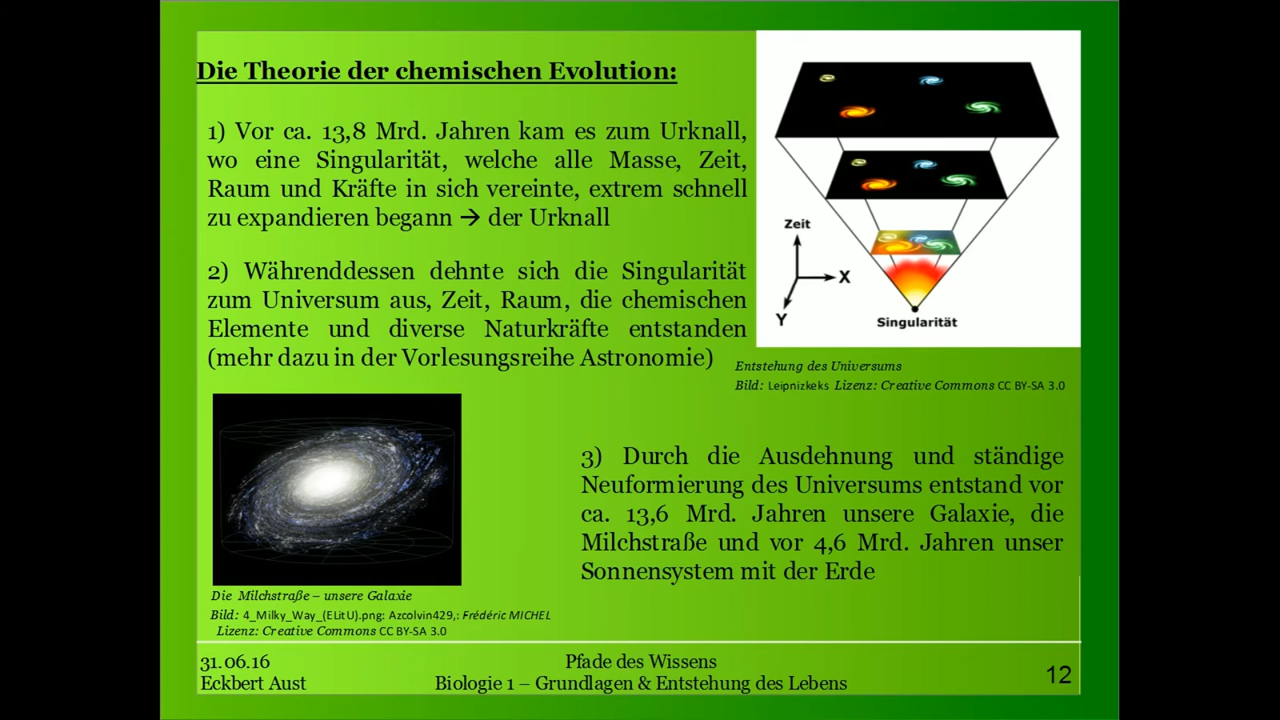 Die Theorie der chemischen Evolution:
1) Vor ca. 13,8 Mrd. Jahren kam es zum Urknall,
wo eine Singularität, welche alle Masse, Zeit,
Raum und Kräfte in sich vereinte, extrem schnell
zu expandieren begann → der Urknall
2) Währenddessen dehnte sich die Singularität
zum Universum aus, Zeit, Raum, die chemischen
Elemente und diverse Naturkräfte entstanden
(mehr dazu in der Vorlesungsreihe Astronomie)
Zeit
X
Y
Singularität
Entstehung des Universums
Bild: Leipnizkeks Lizenz: Creative Commons CC BY-SA 3.0
3) Durch die Ausdehnung und ständige
Neuformierung des Universums entstand vor
ca. 13,6 Mrd. Jahren unsere Galaxie, die
Milchstraße und vor 4,6 Mrd. Jahren unser
Sonnensystem mit der Erde
Die Milchstraße – unsere Galaxie
Bild: 4_Milky_Way_(ELitU).png: Azcolvin429,: Frédéric MICHEL
Lizenz: Creative Commons CC BY-SA 3.0
31.06.16
Eckbert Aust
Pfade des Wissens
Biologie 1 – Grundlagen & Entstehung des Lebens
12